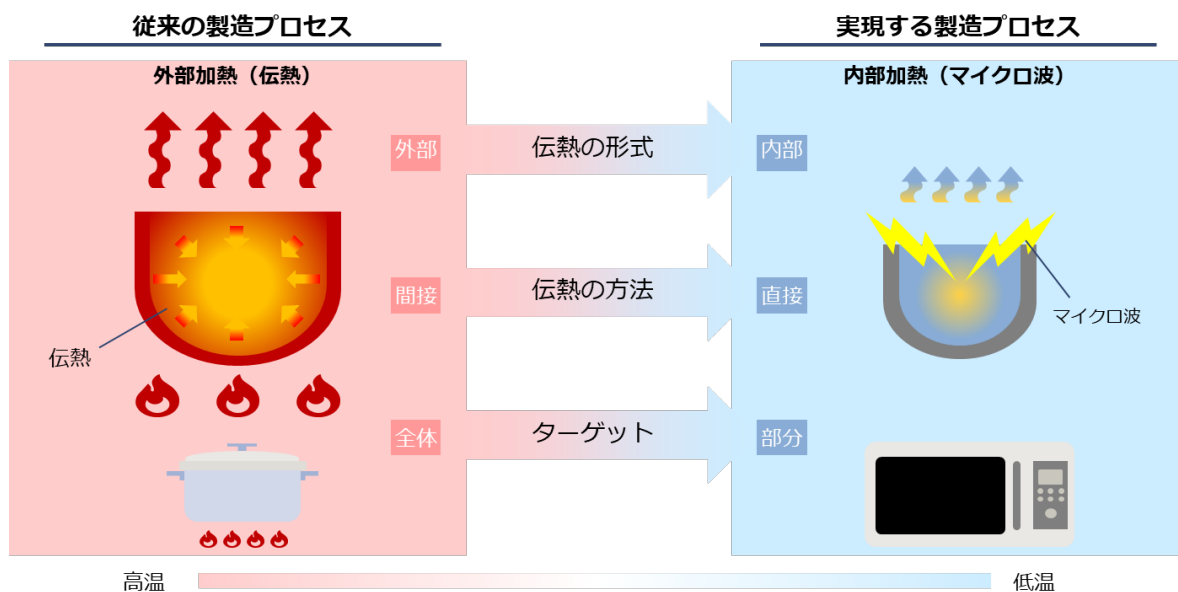 従来の製造プロセス
実現する製造プロセス
外部加熱（伝熱）
内部加熱（マイクロ波）
外部
伝熱の形式
内部
間接
伝熱の方法
直接
マイクロ波
伝熱
全体
ターゲット
部分
高温
低温